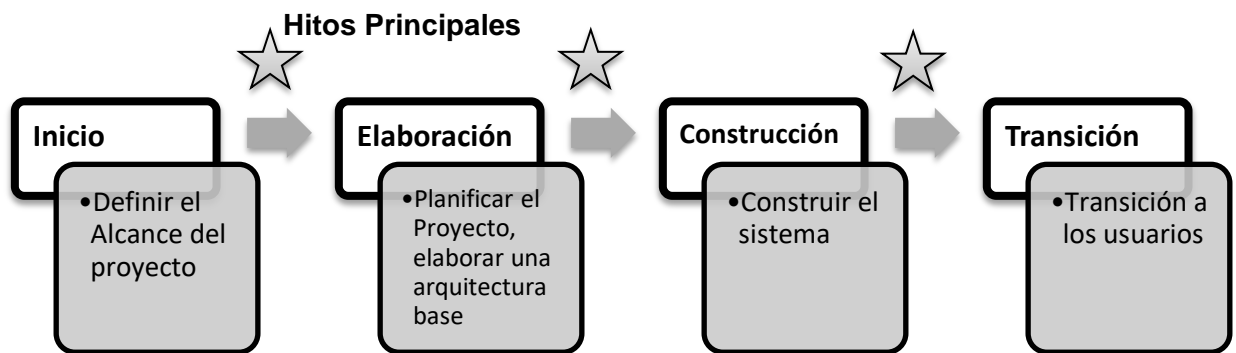 Hitos Principales
Inicio
•Definir el
Alcance del
proyecto
Elaboración
•Planificar el
Proyecto,
elaborar una
arquitectura
base
Construcción
•Construir el
sistema
Transición
•Transición a
los usuarios